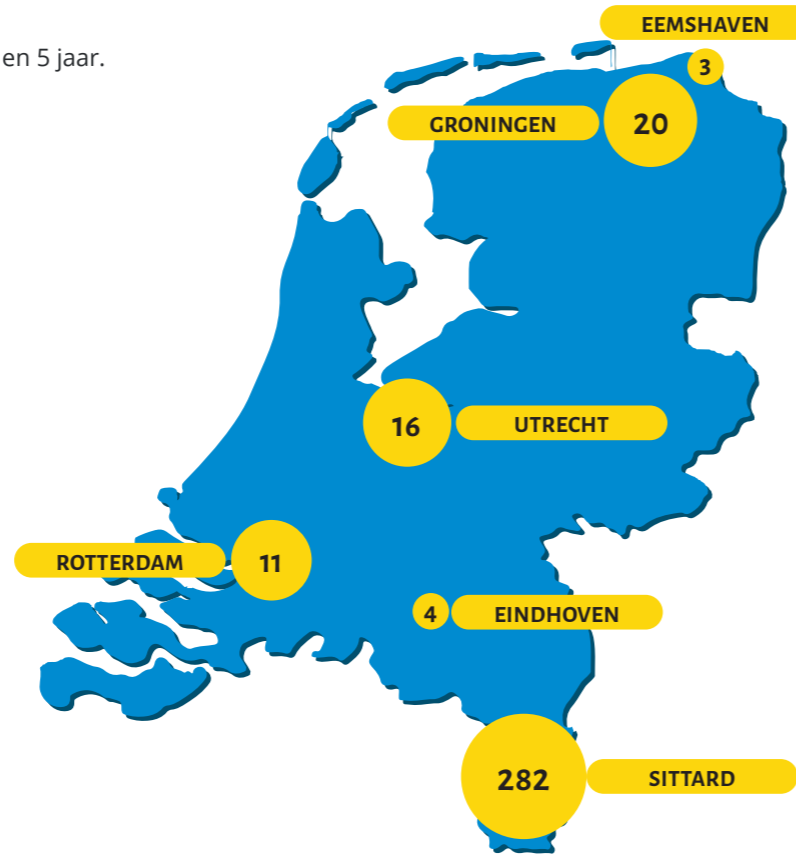 EEMSHAVEN
en 5 jaar.
3
GRONINGEN 20
16 UTRECHT
ROTTERDAM 11
4 EINDHOVEN
282 SITTARD